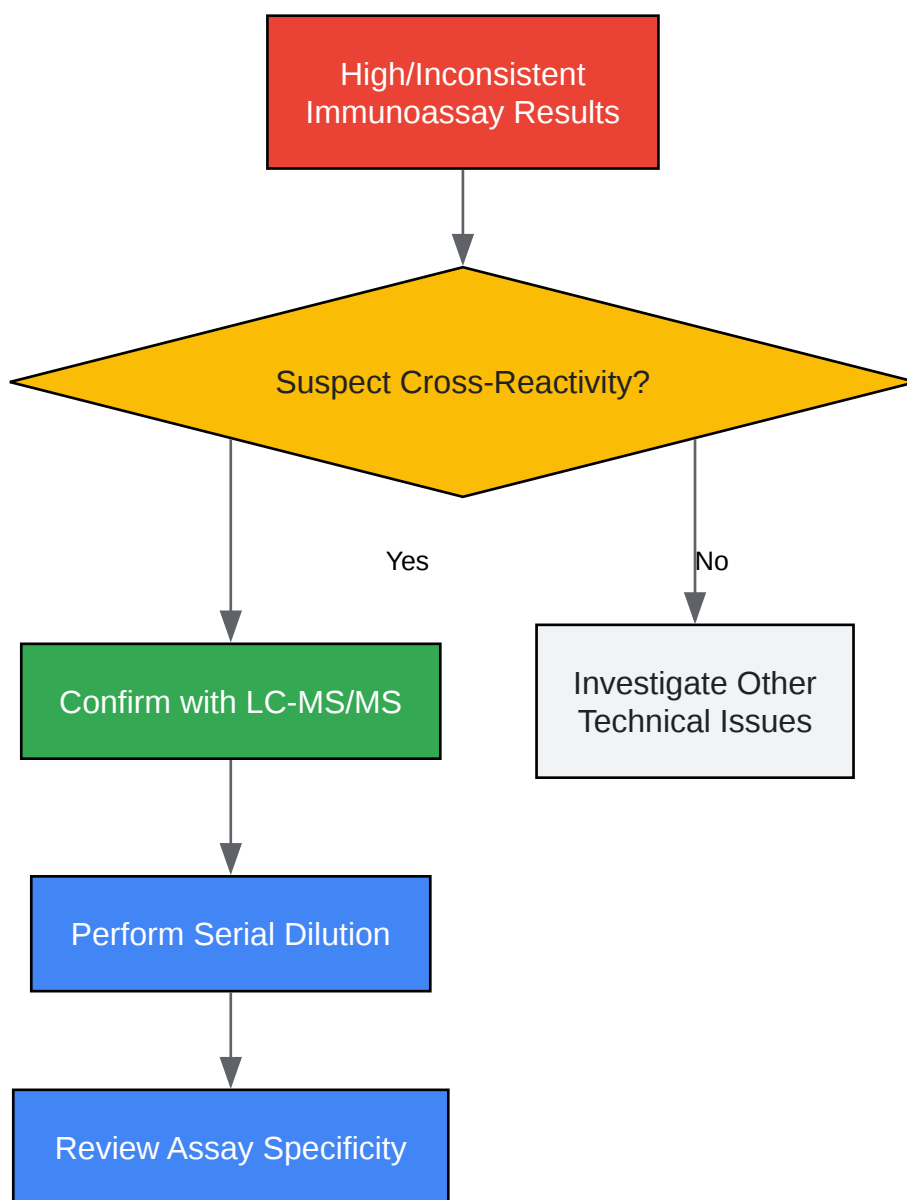 High/Inconsistent
Immunoassay Results
Suspect Cross-Reactivity?
Yes
No
Confirm with LC-MS/MS
Investigate Other
Technical Issues
Perform Serial Dilution
Review Assay Specificity